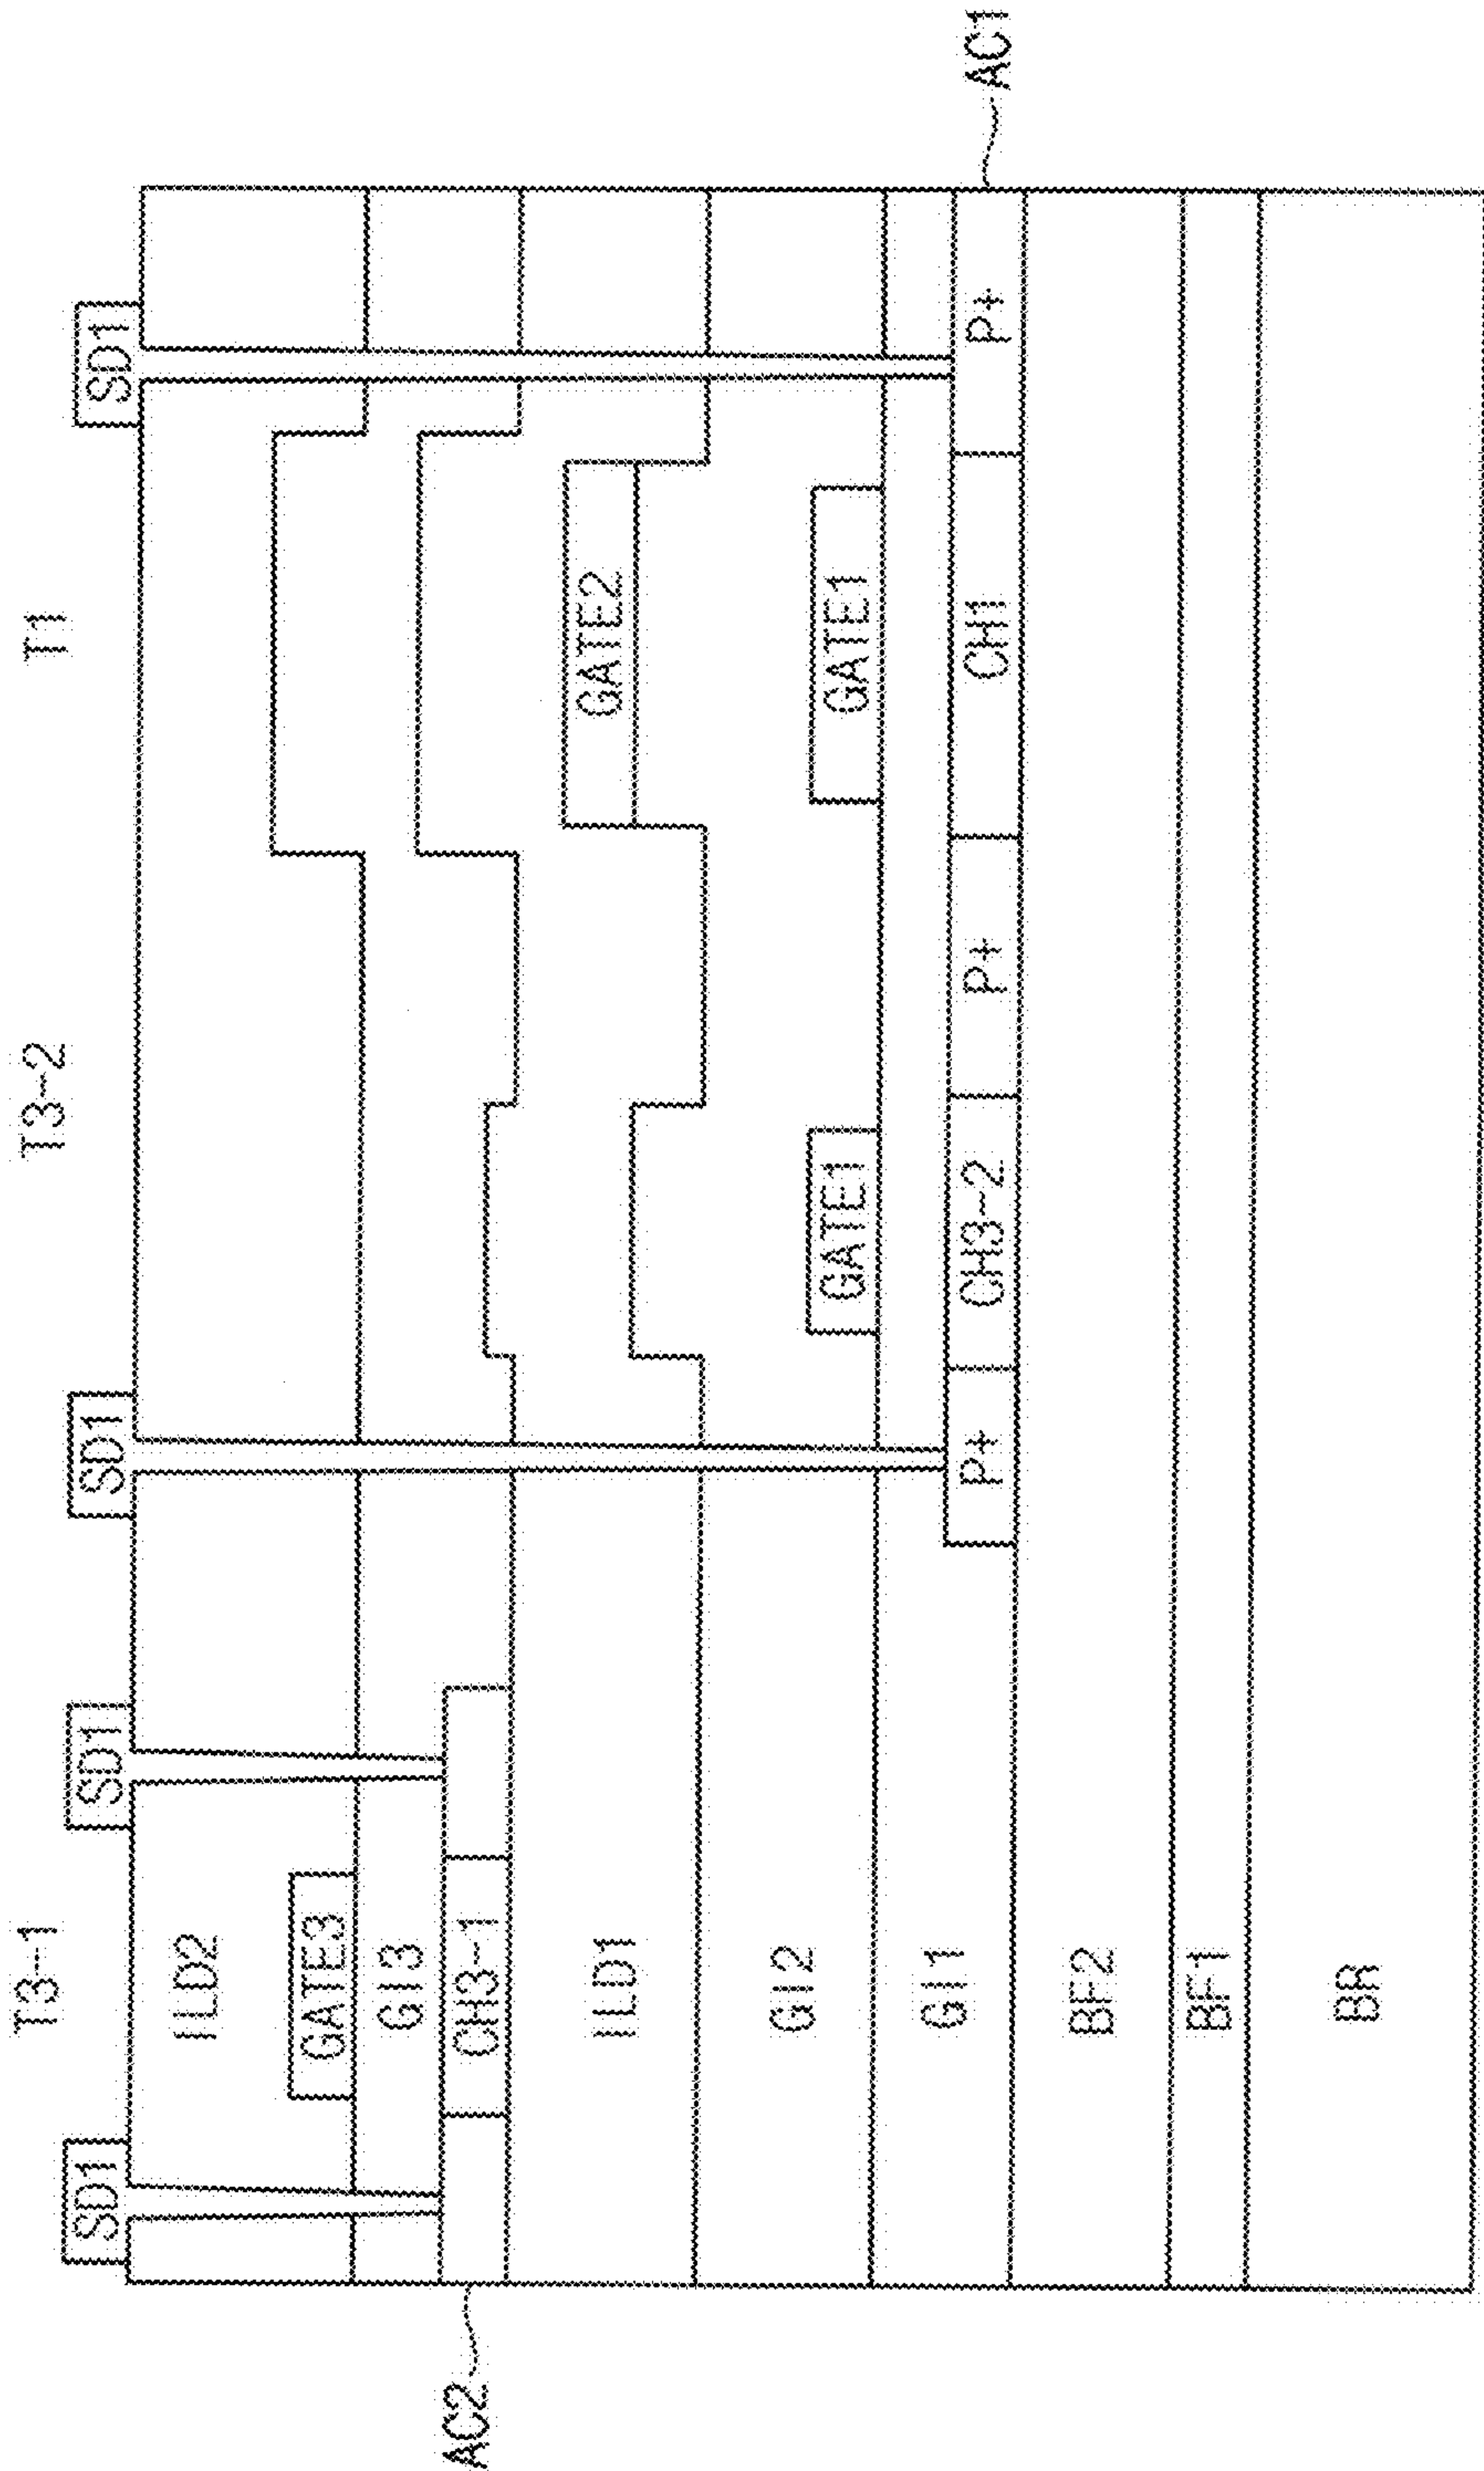 T3-1
T3-2
T1
SD1
SD1
SD1
SD1
ILD2
GATE3
GI3
CH3-1
AC2
GATE2
ILD1
GI2
GATE1
GATE1
GI1
P+
CH3-2
P+
CH1
P+
AC1
BF2
BF1
BR